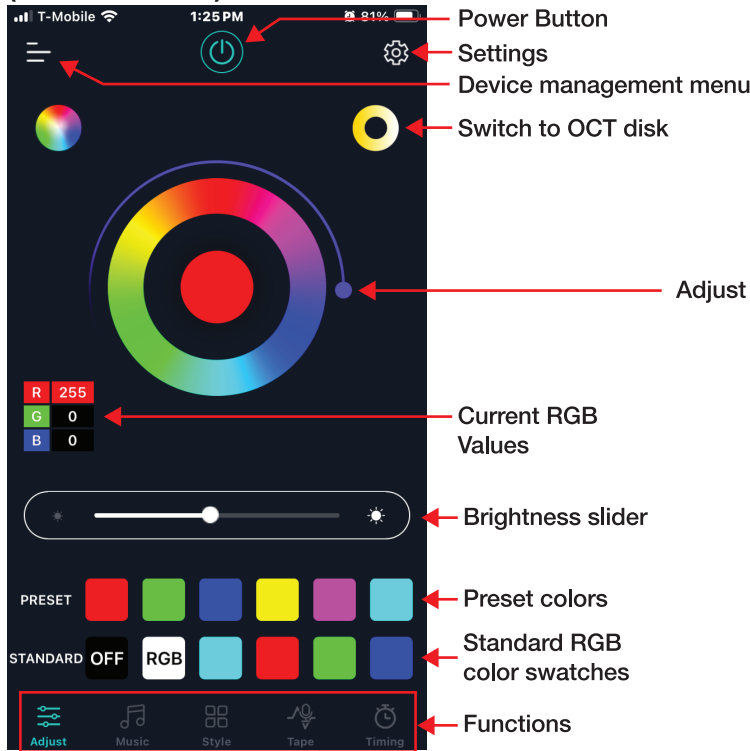 T-Mobile 1:25 PM 81%
Power Button
Settings
Device management menu
Switch to OCT disk
Adjust
R 255
G 0
B 0
Current RGB
Values
Brightness slider
PRESET
Preset colors
STANDARD OFF RGB
Standard RGB
color swatches
Adjust Music Style Tape Timing
Functions